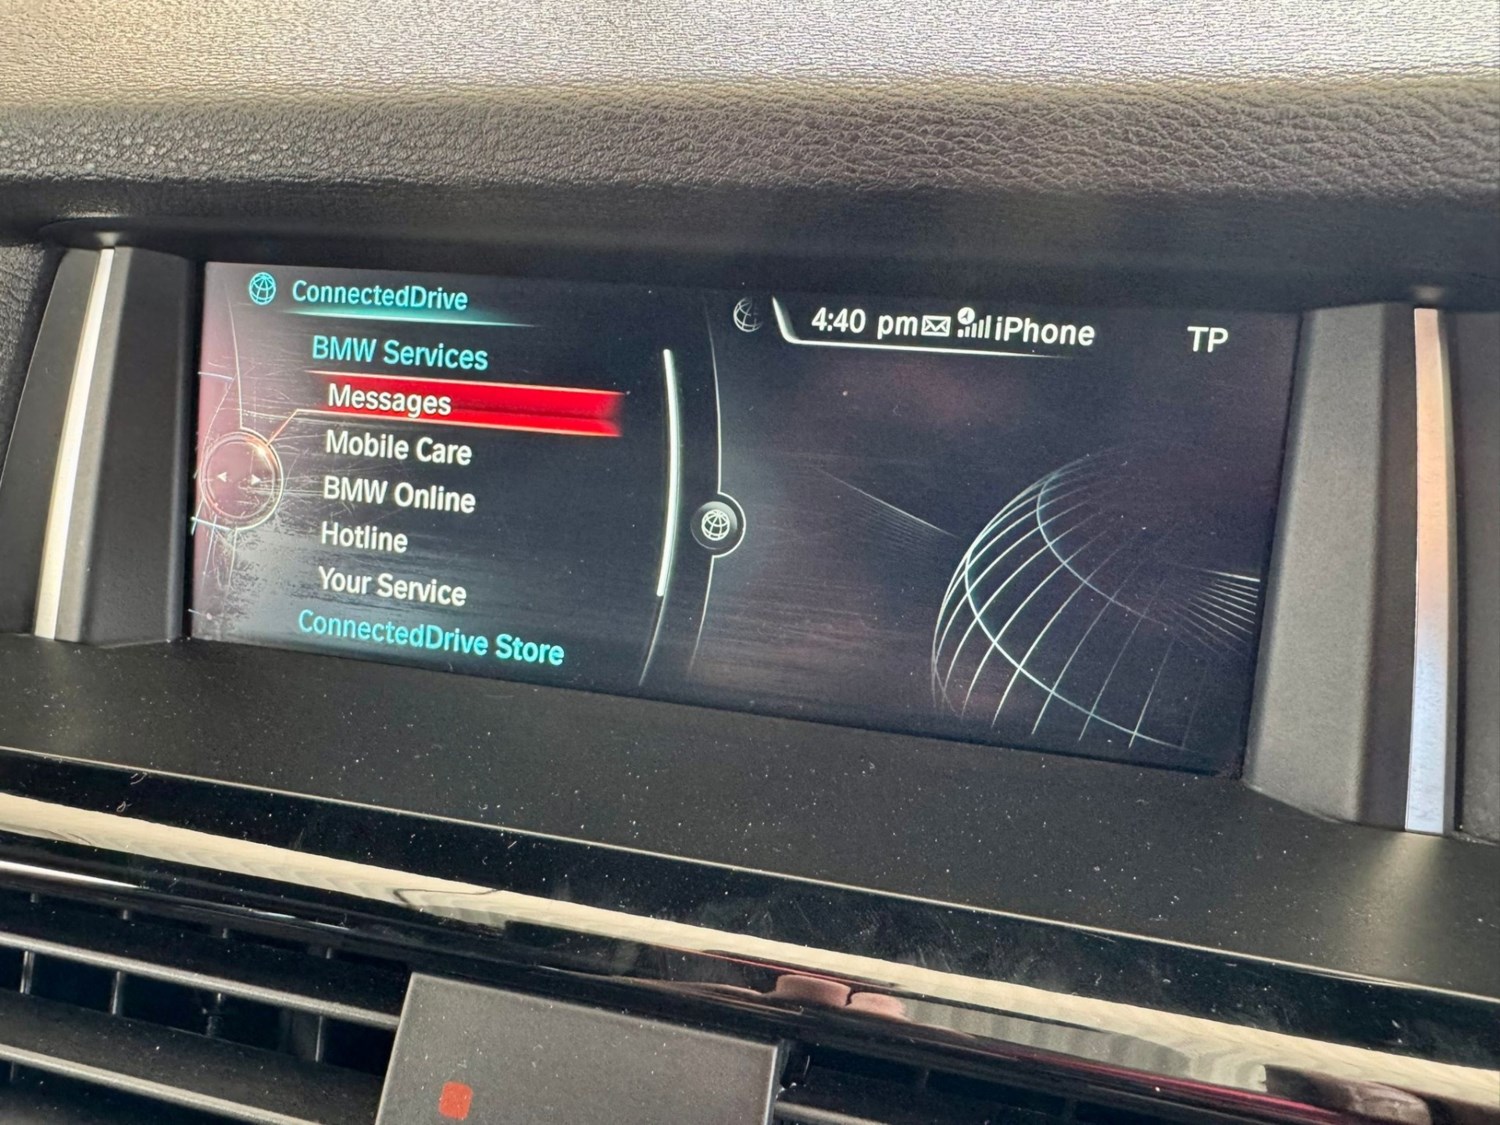 ConnectedDrive
4:40 pm iPhone TP
BMW Services
Messages
Mobile Care
BMW Online
Hotline
Your Service
ConnectedDrive Store